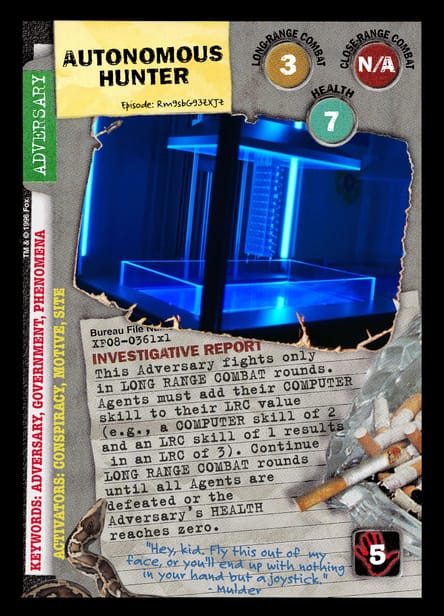 AUTONOMOUS
HUNTER
Episode: Rm9sbG93ZXJz
LONG-RANGE COMBAT
3
CLOSE-RANGE COMBAT
N/A
HEALTH
7
ADVERSARY
TM & © 1996 Fox.
KEYWORDS: ADVERSARY, GOVERNMENT, PHENOMENA
ACTIVATORS: CONSPIRACY, MOTIVE, SITE
Bureau File
XF08-0361x1
INVESTIGATIVE REPORT
This Adversary fights only
in LONG RANGE COMBAT rounds.
Agents must add their COMPUTER
skill to their LRC value
(e.g., a COMPUTER skill of 2
and an LRC skill of 1 results
in an LRC of 3). Continue
LONG RANGE COMBAT rounds
until all Agents are
defeated or the
Adversary's HEALTH
reaches zero.
"Hey, kid. Fly this out of my
face, or you'll end up with nothing
in your hand but a joystick."
- Mulder
5